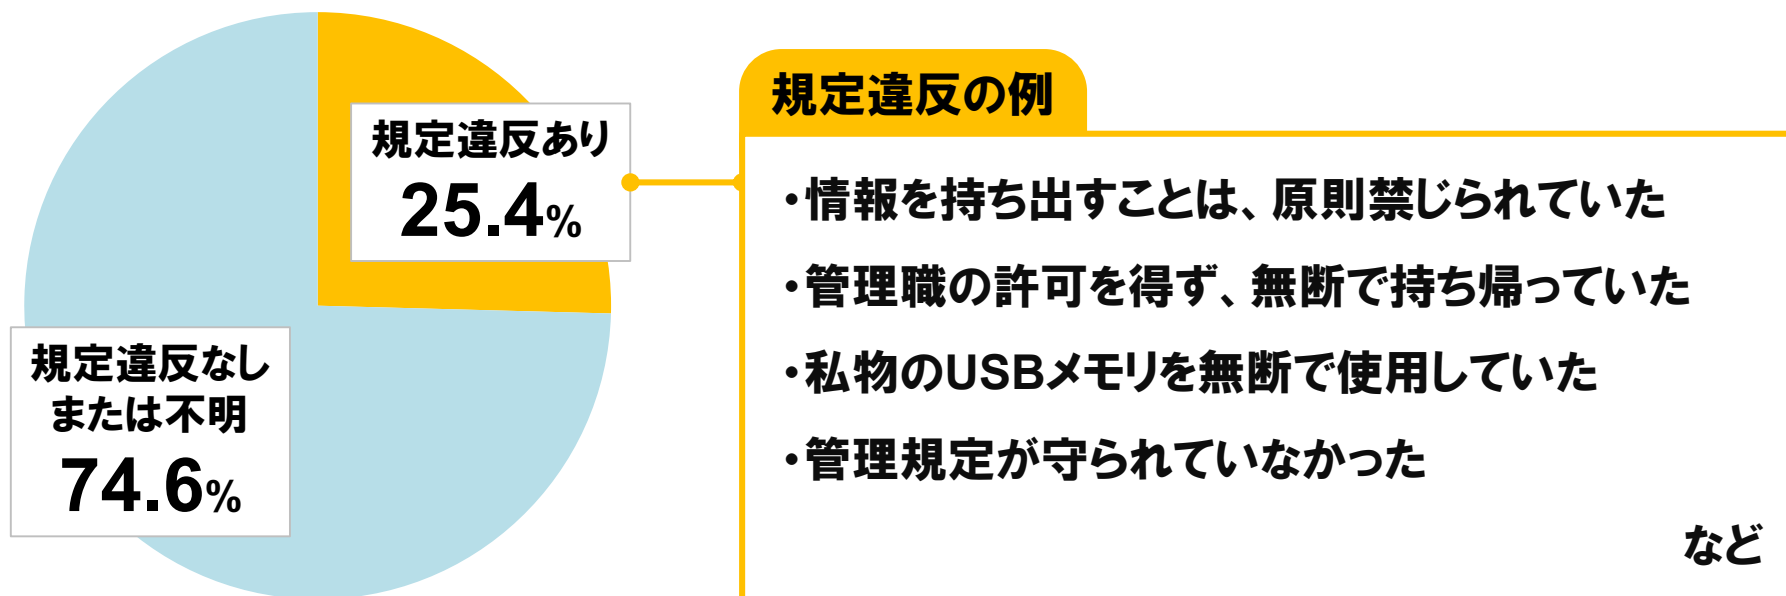 規定違反あり
25.4%
規定違反なし
または不明
74.6%
規定違反の例
・情報を持ち出すことは、原則禁じられていた
・管理職の許可を得ず、無断で持ち帰っていた
・私物のUSBメモリを無断で使用していた
・管理規定が守られていなかった
など